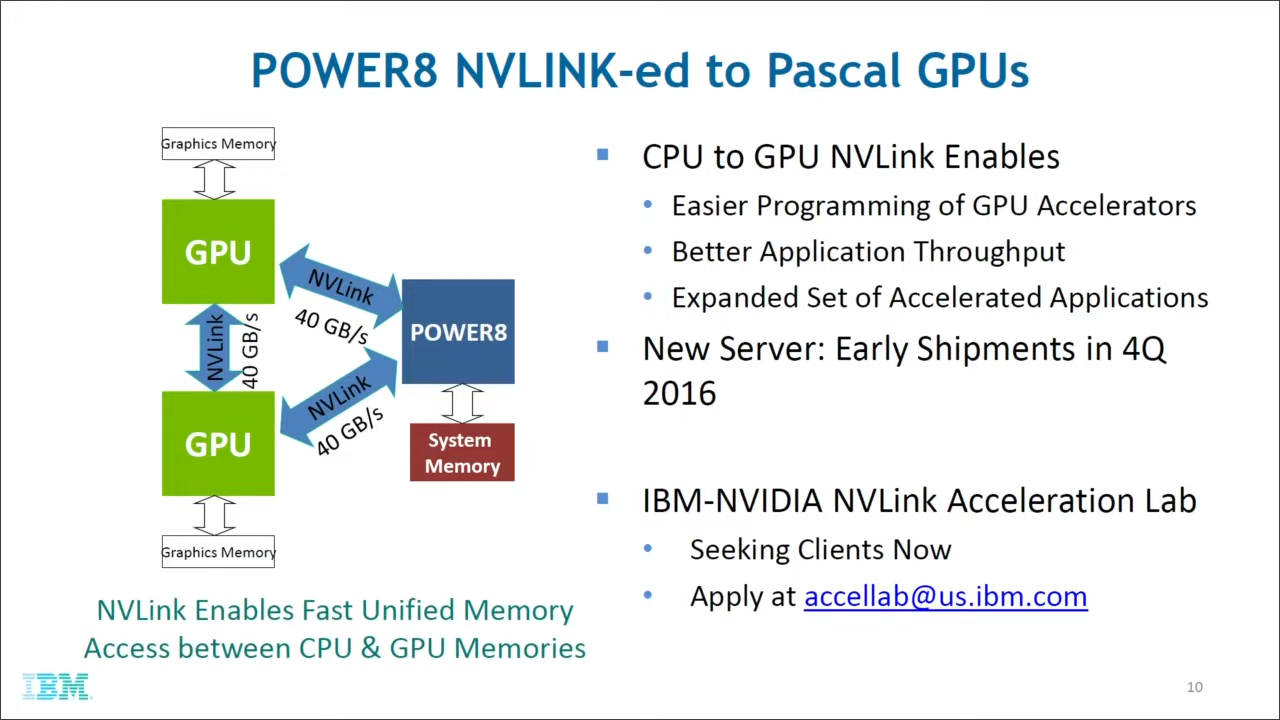 POWER8 NVLINK-ed to Pascal GPUs
Graphics Memory
GPU
NVLink
40 GB/s
POWER8
NVLink
40 GB/s
NVLink
40 GB/s
GPU
System
Memory
Graphics Memory
NVLink Enables Fast Unified Memory
Access between CPU & GPU Memories
CPU to GPU NVLink Enables
Easier Programming of GPU Accelerators
Better Application Throughput
Expanded Set of Accelerated Applications
New Server: Early Shipments in 4Q
2016
IBM-NVIDIA NVLink Acceleration Lab
Seeking Clients Now
Apply at accellab@us.ibm.com
IBM
10